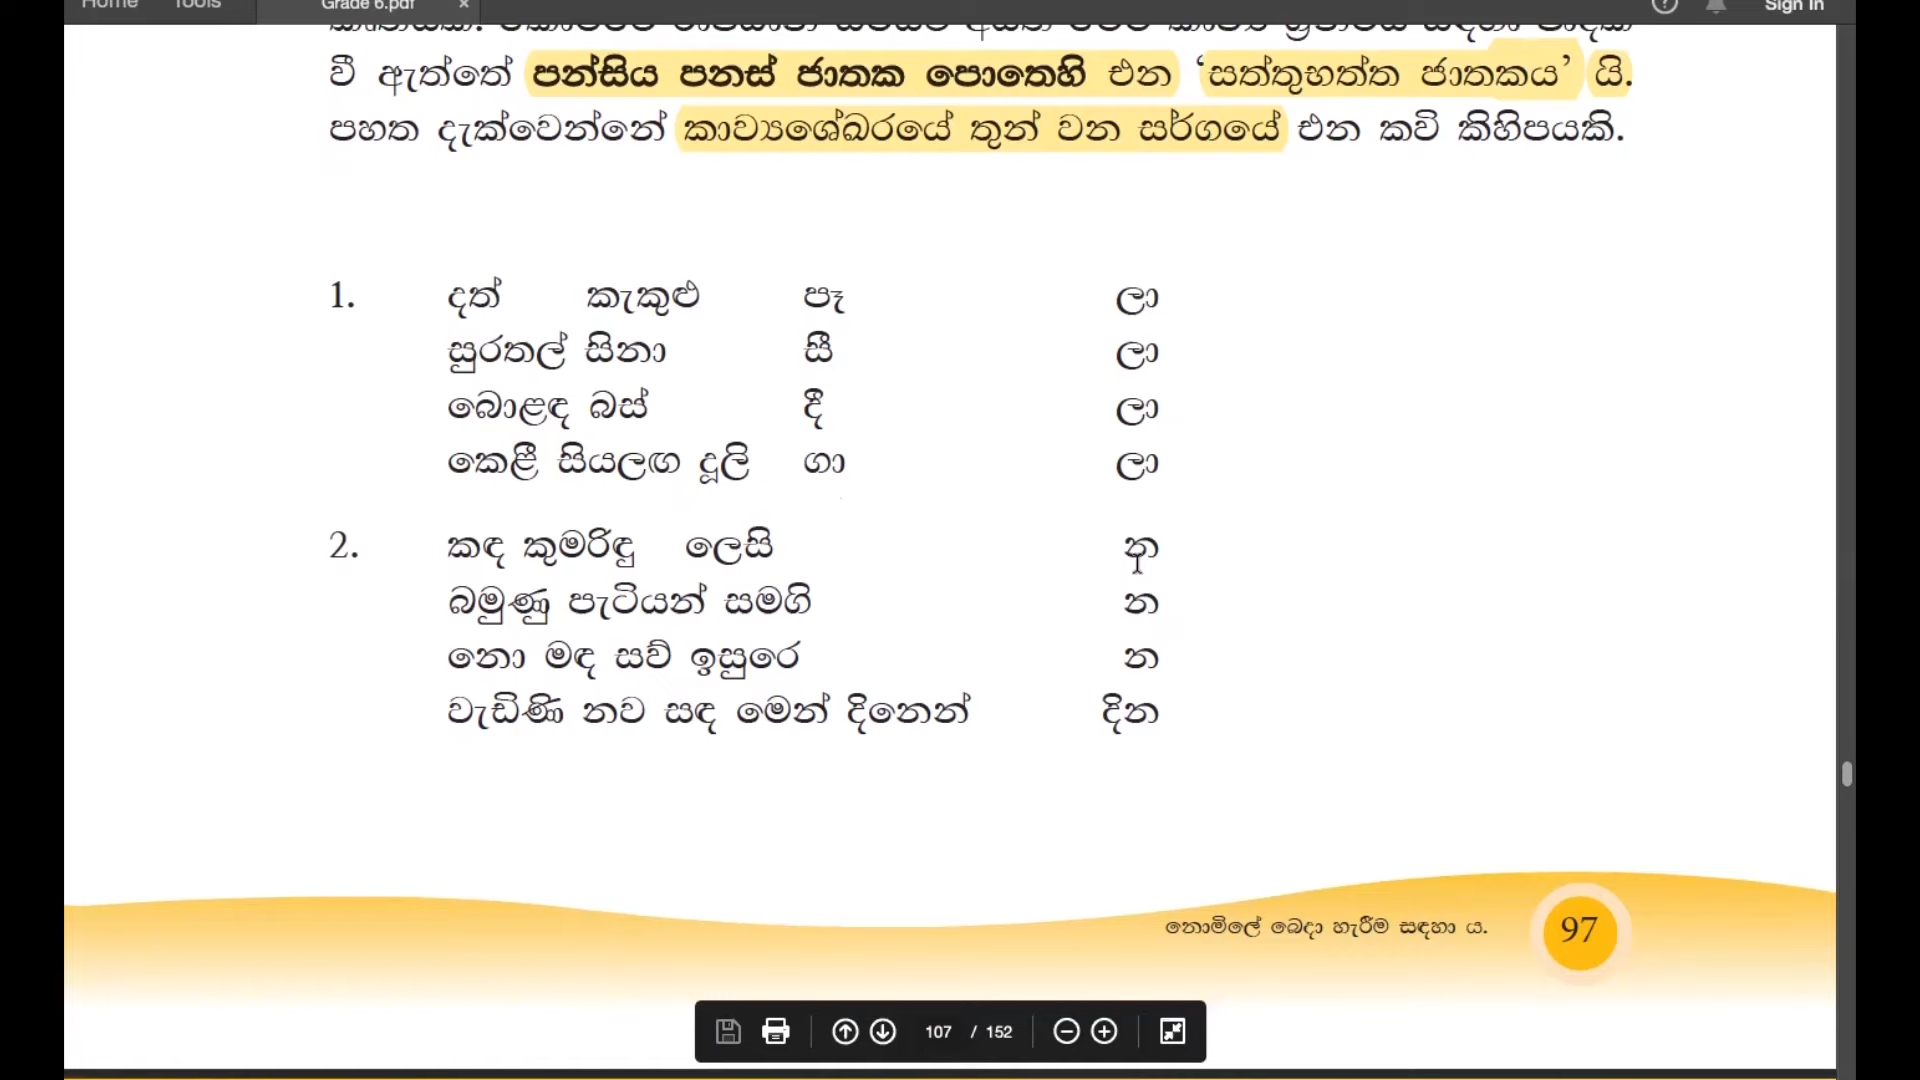 Home Tools Grade 6.pdf × Sign In
වී ඇත්තේ පන්සිය පනස් ජාතක පොතෙහි එන ‘සත්තුභත්ත ජාතකය’ යි.
පහත දැක්වෙන්නේ කාව්‍යශේඛරයේ තුන් වන සර්ගයේ එන කවි කිහිපයකි.
1. දත් කැකුළු පෑ ලා
සුරතල් සිනා සී ලා
බොළඳ බස් දී ලා
කෙළී සියලඟ දූලි ගා ලා
2. කඳ කුමරිඳු ලෙසි න
බමුණු පැටියන් සමගි න
නො මඳ සව් ඉසුරෙ න
වැඩිණි නව සඳ මෙන් දිනෙන් දින
නොමිලේ බෙදා හැරීම සඳහා ය. 97
107 / 152